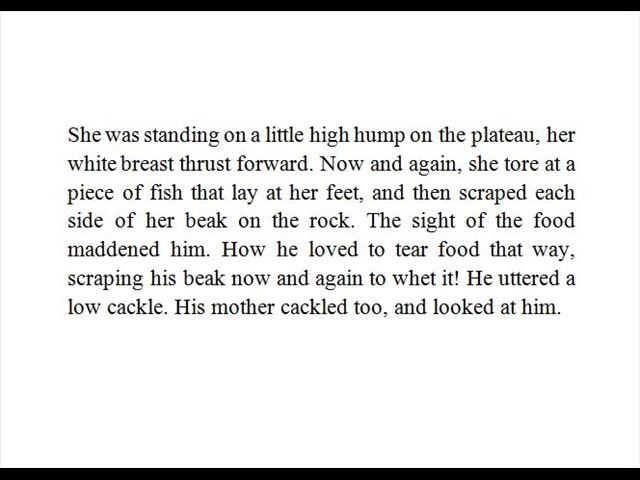 She was standing on a little high hump on the plateau, her
white breast thrust forward. Now and again, she tore at a
piece of fish that lay at her feet, and then scraped each
side of her beak on the rock. The sight of the food
maddened him. How he loved to tear food that way,
scraping his beak now and again to whet it! He uttered a
low cackle. His mother cackled too, and looked at him.